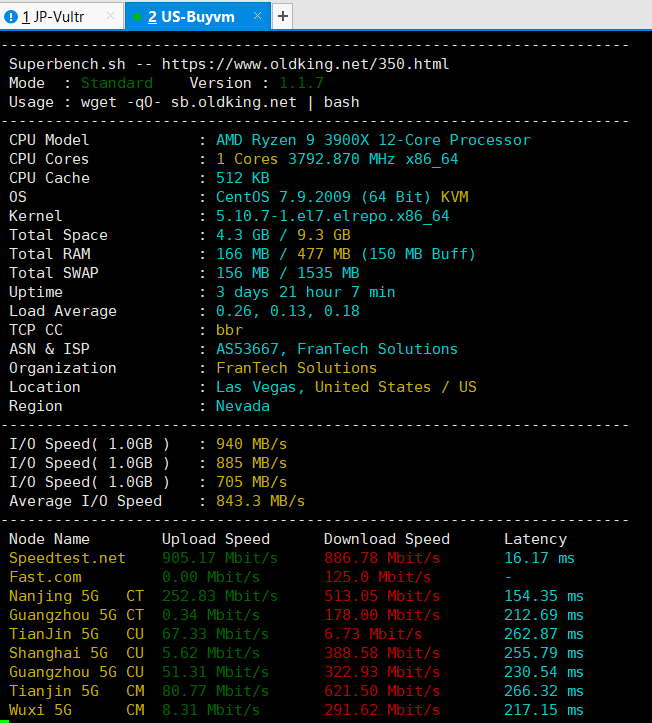 1 JP-Vultr × 2 US-Buyvm × +
----------------------------------------------------------------------
Superbench.sh -- https://www.oldking.net/350.html
Mode  : Standard    Version : 1.1.7
Usage : wget -qO- sb.oldking.net | bash
----------------------------------------------------------------------
CPU Model            : AMD Ryzen 9 3900X 12-Core Processor
CPU Cores            : 1 Cores 3792.870 MHz x86_64
CPU Cache            : 512 KB
OS                   : CentOS 7.9.2009 (64 Bit) KVM
Kernel               : 5.10.7-1.el7.elrepo.x86_64
Total Space          : 4.3 GB / 9.3 GB
Total RAM            : 166 MB / 477 MB (150 MB Buff)
Total SWAP           : 156 MB / 1535 MB
Uptime               : 3 days 21 hour 7 min
Load Average         : 0.26, 0.13, 0.18
TCP CC               : bbr
ASN & ISP            : AS53667, FranTech Solutions
Organization         : FranTech Solutions
Location             : Las Vegas, United States / US
Region               : Nevada
----------------------------------------------------------------------
I/O Speed( 1.0GB )   : 940 MB/s
I/O Speed( 1.0GB )   : 885 MB/s
I/O Speed( 1.0GB )   : 705 MB/s
Average I/O Speed    : 843.3 MB/s
----------------------------------------------------------------------
Node Name        Upload Speed      Download Speed      Latency
Speedtest.net    905.17 Mbit/s     886.78 Mbit/s       16.17 ms
Fast.com         0.00 Mbit/s       125.0 Mbit/s        -
Nanjing 5G   CT  252.83 Mbit/s     513.05 Mbit/s       154.35 ms
Guangzhou 5G CT  0.34 Mbit/s       178.00 Mbit/s       212.69 ms
TianJin 5G   CU  67.33 Mbit/s      6.73 Mbit/s         262.87 ms
Shanghai 5G  CU  5.62 Mbit/s       388.58 Mbit/s       255.79 ms
Guangzhou 5G CU  51.31 Mbit/s      322.93 Mbit/s       230.54 ms
Tianjin 5G   CM  80.77 Mbit/s      621.50 Mbit/s       266.32 ms
Wuxi 5G      CM  8.31 Mbit/s       291.62 Mbit/s       217.15 ms